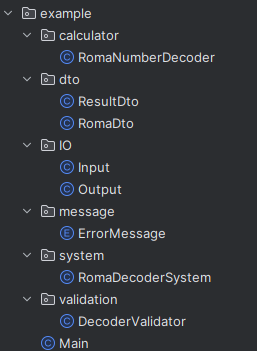 example
calculator
C RomaNumberDecoder
dto
C ResultDto
C RomaDto
IO
C Input
C Output
message
E ErrorMessage
system
C RomaDecoderSystem
validation
C DecoderValidator
C Main